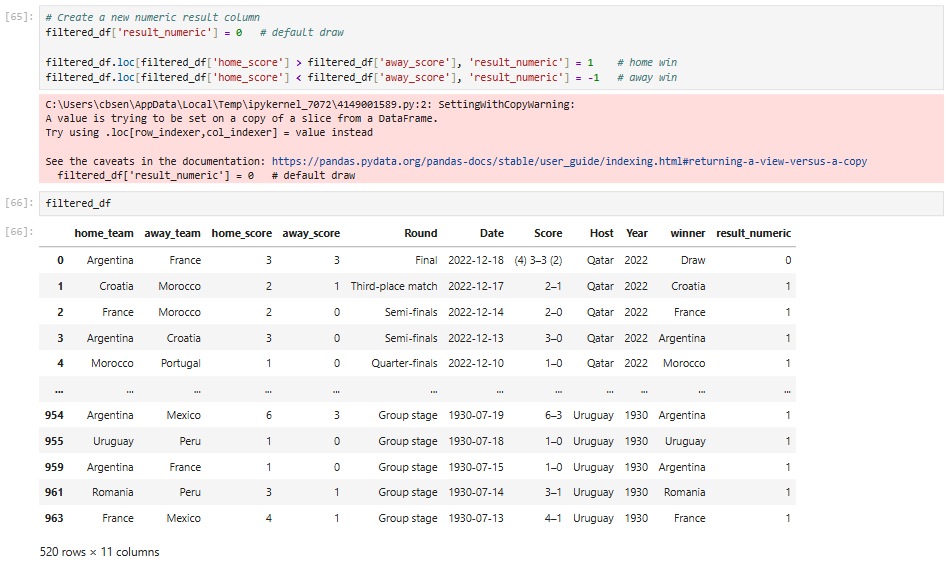 [65]: # Create a new numeric result column
filtered_df['result_numeric'] = 0   # default draw
filtered_df.loc[filtered_df['home_score'] > filtered_df['away_score'], 'result_numeric'] = 1    # home win
filtered_df.loc[filtered_df['home_score'] < filtered_df['away_score'], 'result_numeric'] = -1   # away win
C:\Users\cbsen\AppData\Local\Temp\ipykernel_7072\4149001589.py:2: SettingWithCopyWarning:
A value is trying to be set on a copy of a slice from a DataFrame.
Try using .loc[row_indexer,col_indexer] = value instead
See the caveats in the documentation: https://pandas.pydata.org/pandas-docs/stable/user_guide/indexing.html#returning-a-view-versus-a-copy
filtered_df['result_numeric'] = 0   # default draw
[66]: filtered_df
[66]: home_team away_team home_score away_score Round Date Score Host Year winner result_numeric
0 Argentina France 3 3 Final 2022-12-18 (4) 3–3 (2) Qatar 2022 Draw 0
1 Croatia Morocco 2 1 Third-place match 2022-12-17 2–1 Qatar 2022 Croatia 1
2 France Morocco 2 0 Semi-finals 2022-12-14 2–0 Qatar 2022 France 1
3 Argentina Croatia 3 0 Semi-finals 2022-12-13 3–0 Qatar 2022 Argentina 1
4 Morocco Portugal 1 0 Quarter-finals 2022-12-10 1–0 Qatar 2022 Morocco 1
... ... ... ... ... ... ... ... ... ... ... ...
954 Argentina Mexico 6 3 Group stage 1930-07-19 6–3 Uruguay 1930 Argentina 1
955 Uruguay Peru 1 0 Group stage 1930-07-18 1–0 Uruguay 1930 Uruguay 1
959 Argentina France 1 0 Group stage 1930-07-15 1–0 Uruguay 1930 Argentina 1
961 Romania Peru 3 1 Group stage 1930-07-14 3–1 Uruguay 1930 Romania 1
963 France Mexico 4 1 Group stage 1930-07-13 4–1 Uruguay 1930 France 1
520 rows × 11 columns